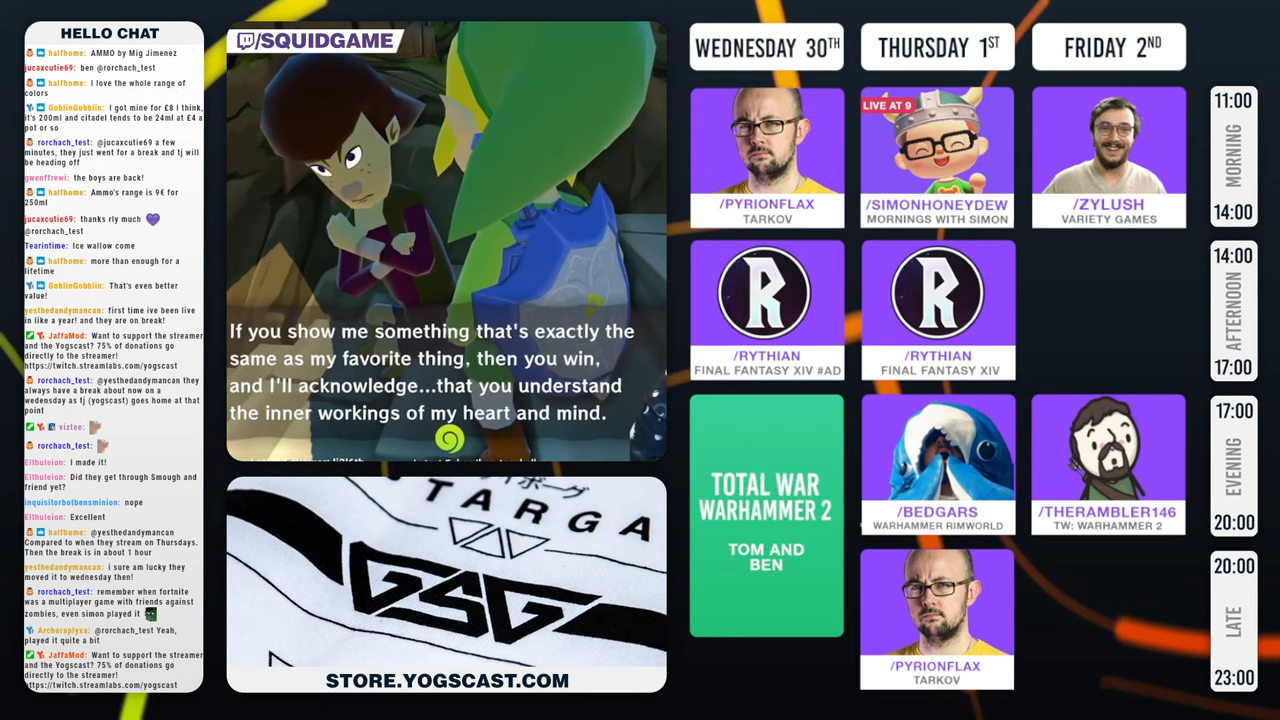 HELLO CHAT
halfhome: AMMO by Mig Jimenez
jucaxcutie69: ben @rorchach_test
halfhome: I love the whole range of
colors
GoblinGobblin: I got mine for £8 I think,
it's 200ml and citadel tends to be 24ml at £4 a
pot or so
rorchach_test: @jucaxcutie69 a few
minutes, they just went for a break and tj will
be heading off
gwenffrewi: the boys are back!
halfhome: Ammo's range is 9€ for
250ml
jucaxcutie69: thanks rly much
@rorchach_test
Tearintime: Ice wallow come
halfhome: more than enough for a
lifetime
GoblinGobblin: That's even better
value!
yesthedandymancan: first time ive been live
in like a year! and they are on break!
JaffaMod: Want to support the streamer
and the Yogscast? 75% of donations go
directly to the streamer!
https://twitch.streamlabs.com/yogscast
rorchach_test: @yesthedandymancan they
always have a break about now on a
wedensday as tj (yogscast) goes home at that
point
viztee:
rorchach_test:
Elthuleion: I made it!
Elthuleion: Did they get through Smough and
friend yet?
inquisiforbotbensminion: nope
Elthuleion: Excellent
halfhome: @yesthedandymancan
Compared to when they stream on Thursdays.
Then the break is in about 1 hour
yesthedandymancan: i sure am lucky they
moved it to wednesday then!
rorchach_test: remember when fortnite
was a multiplayer game with friends against
zombies, even simon played it
Archeraplyxa: @rorchach_test Yeah,
played it quite a bit
JaffaMod: Want to support the streamer
and the Yogscast? 75% of donations go
directly to the streamer!
https://twitch.streamlabs.com/yogscast
/SQUIDGAME
If you show me something that's exactly the
same as my favorite thing, then you win,
and I'll acknowledge...that you understand
the inner workings of my heart and mind.
STARGA
GSG
STORE.YOGSCAST.COM
WEDNESDAY 30TH
THURSDAY 1ST
FRIDAY 2ND
/PYRIONFLAX
TARKOV
LIVE AT 9
/SIMONHONEYDEW
MORNINGS WITH SIMON
/ZYLUSH
VARIETY GAMES
11:00
MORNING
14:00
R
/RYTHIAN
FINAL FANTASY XIV #AD
R
/RYTHIAN
FINAL FANTASY XIV
14:00
AFTERNOON
17:00
TOTAL WAR
WARHAMMER 2
TOM AND
BEN
/BEDGARS
WARHAMMER RIMWORLD
/THERAMBLER146
TW: WARHAMMER 2
17:00
EVENING
20:00
/PYRIONFLAX
TARKOV
20:00
LATE
23:00